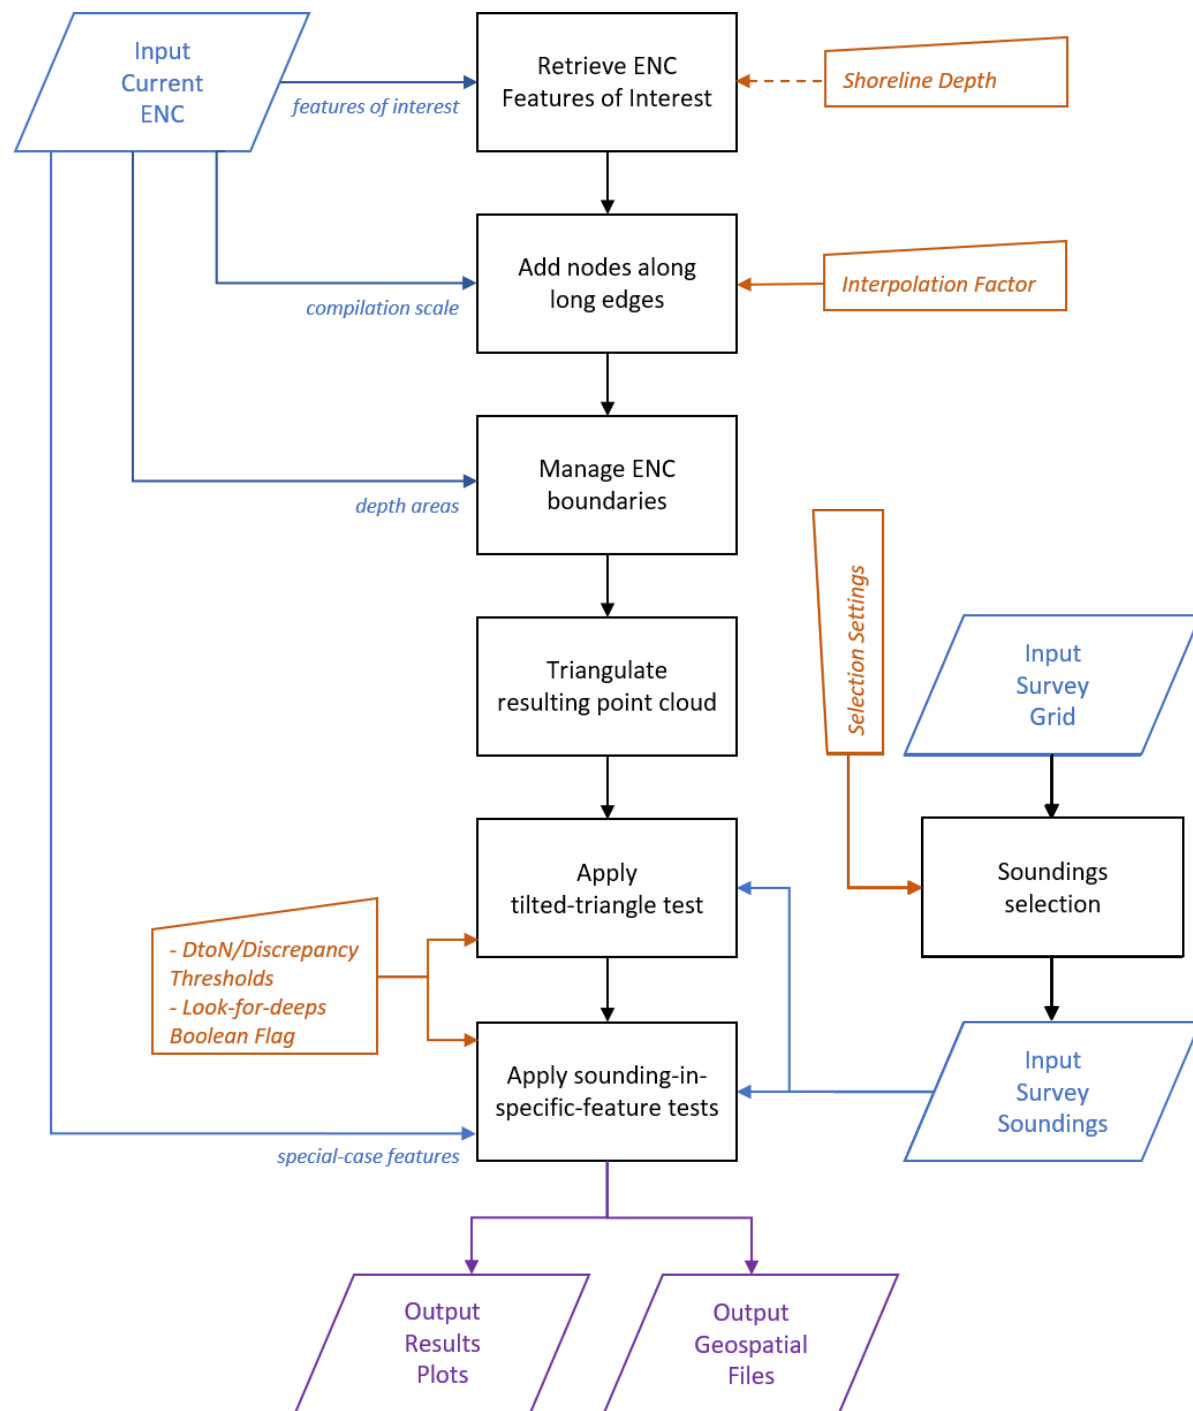 Input
Current
ENC
features of interest
Retrieve ENC
Features of Interest
Shoreline Depth
Add nodes along
long edges
compilation scale
Interpolation Factor
Manage ENC
boundaries
depth areas
Selection Settings
Input
Survey
Grid
Triangulate
resulting point cloud
Apply
tilted-triangle test
Soundings
selection
- DtoN/Discrepancy
Thresholds
- Look-for-deeps
Boolean Flag
Apply sounding-in-
specific-feature tests
Input
Survey
Soundings
special-case features
Output
Results
Plots
Output
Geospatial
Files